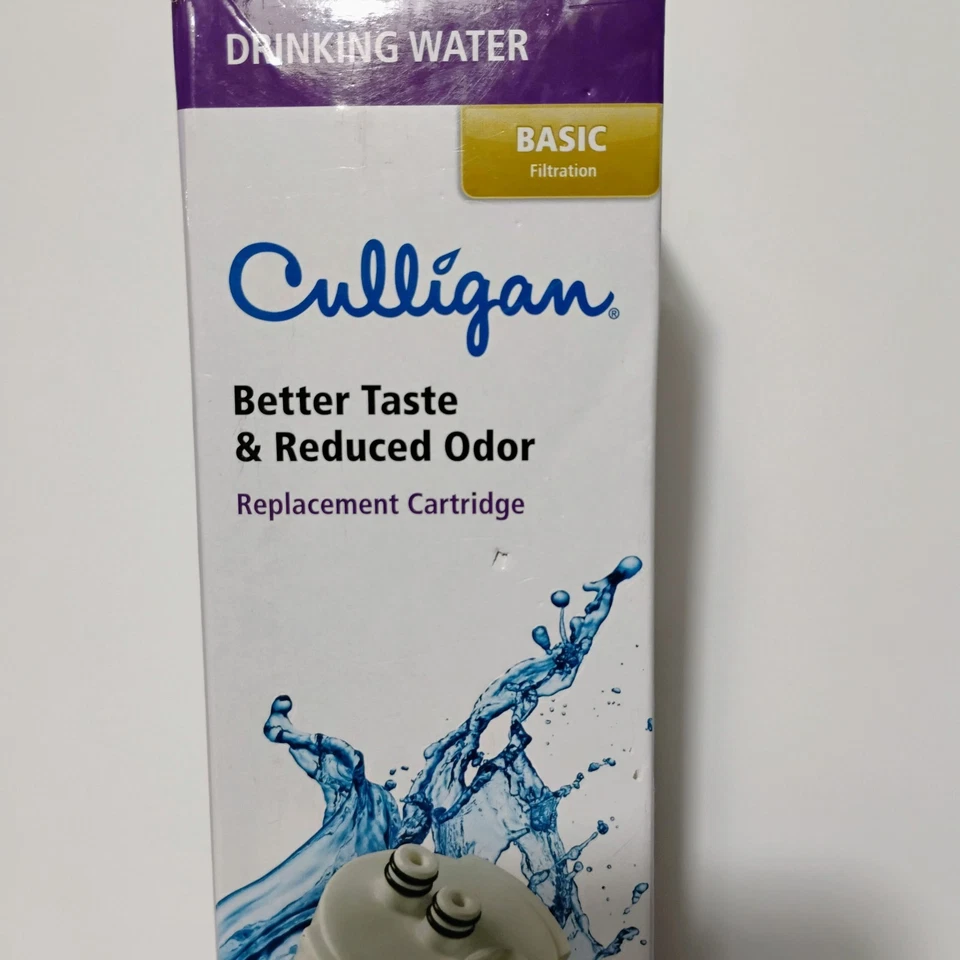 DRINKING WATER
BASIC
Filtration
Culligan®
Better Taste
& Reduced Odor
Replacement Cartridge